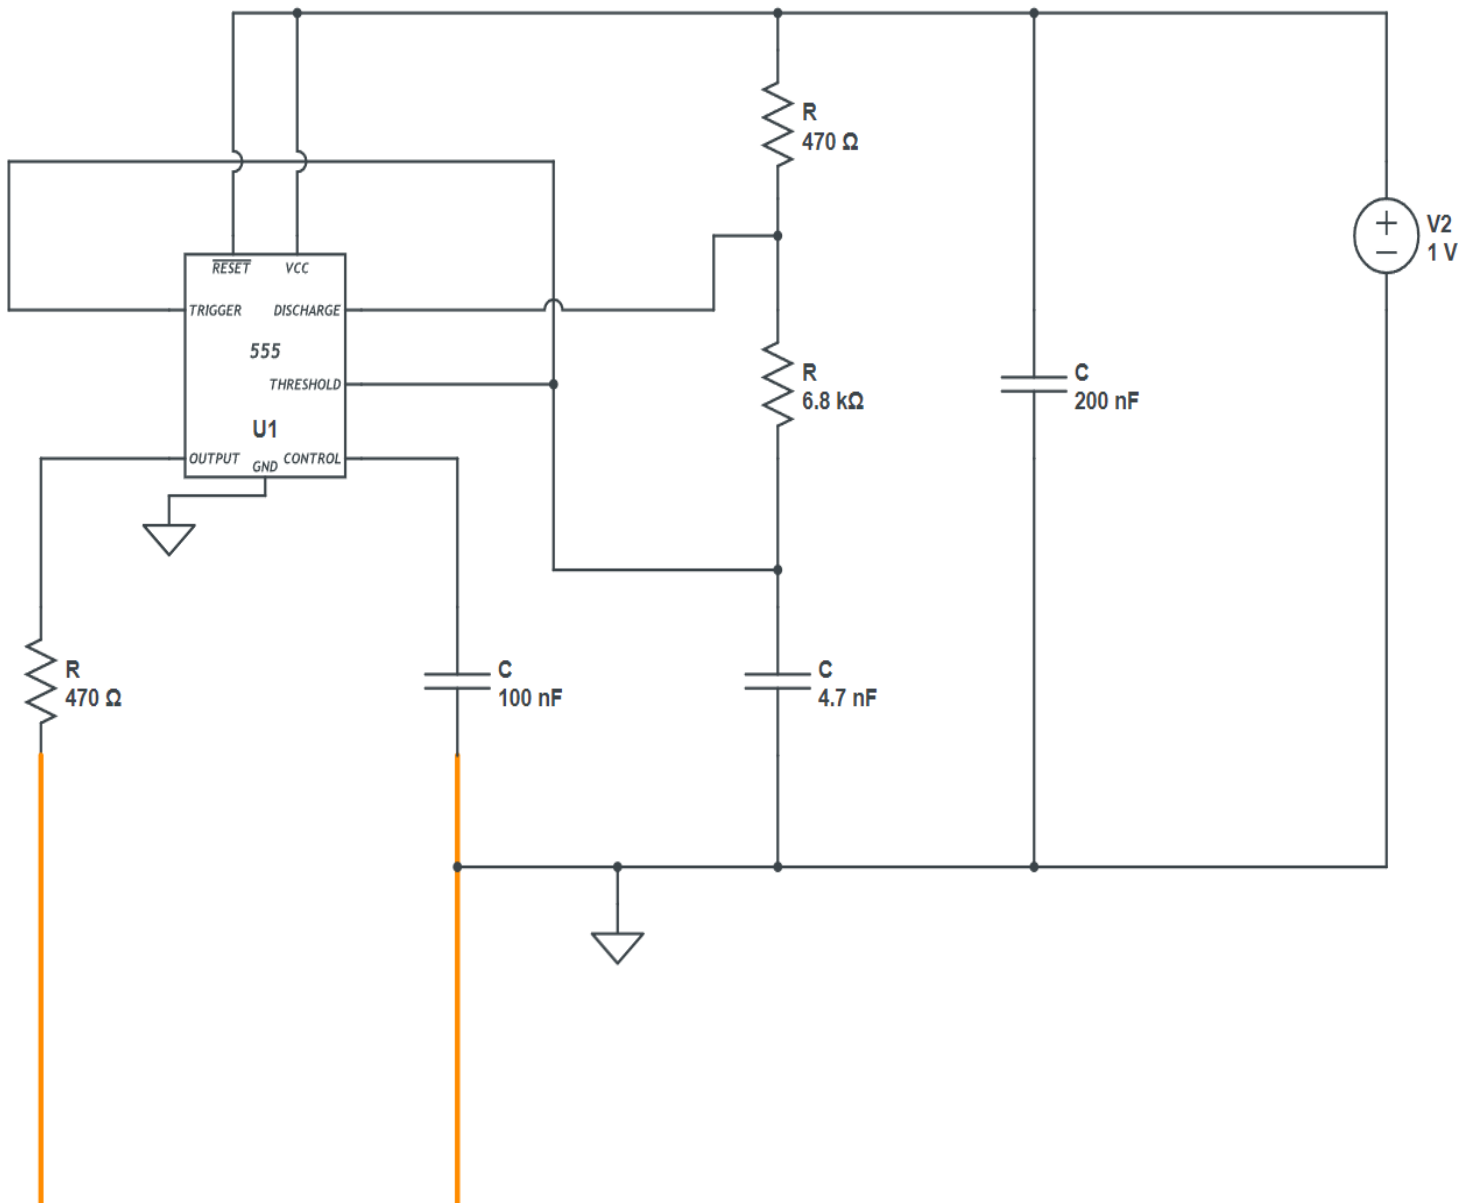 R
470 Ω
V2
1 V
RESET
VCC
TRIGGER
DISCHARGE
555
THRESHOLD
R
6.8 kΩ
C
200 nF
U1
OUTPUT
GND
CONTROL
R
470 Ω
C
100 nF
C
4.7 nF